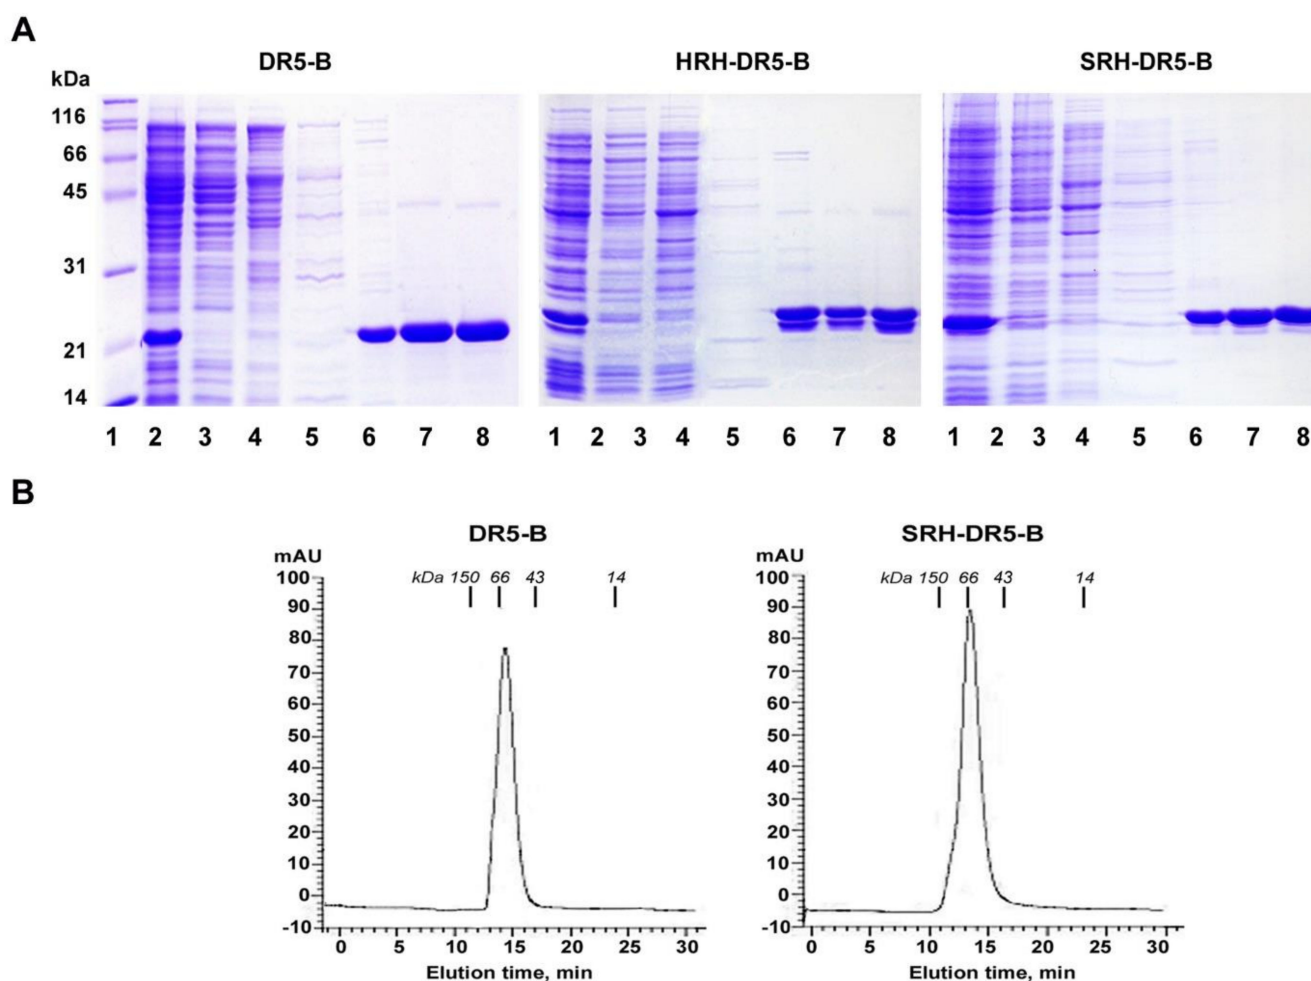 A
DR5-B HRH-DR5-B SRH-DR5-B
kDa
116
66
45
31
21
14
1 2 3 4 5 6 7 8 1 2 3 4 5 6 7 8 1 2 3 4 5 6 7 8
B
DR5-B
mAU
kDa 150 66 43 14
100
90
80
70
60
50
40
30
20
10
0
-10
0 5 10 15 20 25 30
Elution time, min
SRH-DR5-B
mAU
kDa 150 66 43 14
100
90
80
70
60
50
40
30
20
10
0
-10
0 5 10 15 20 25 30
Elution time, min